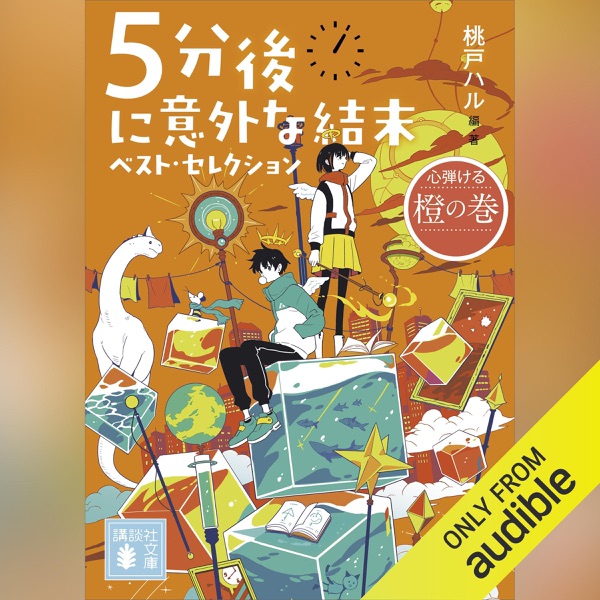 5分後
に意外な結末
ベスト・セレクション
桃戸ハル 編・著
心弾ける
橙の巻
講談社
文庫
ONLY FROM
audible